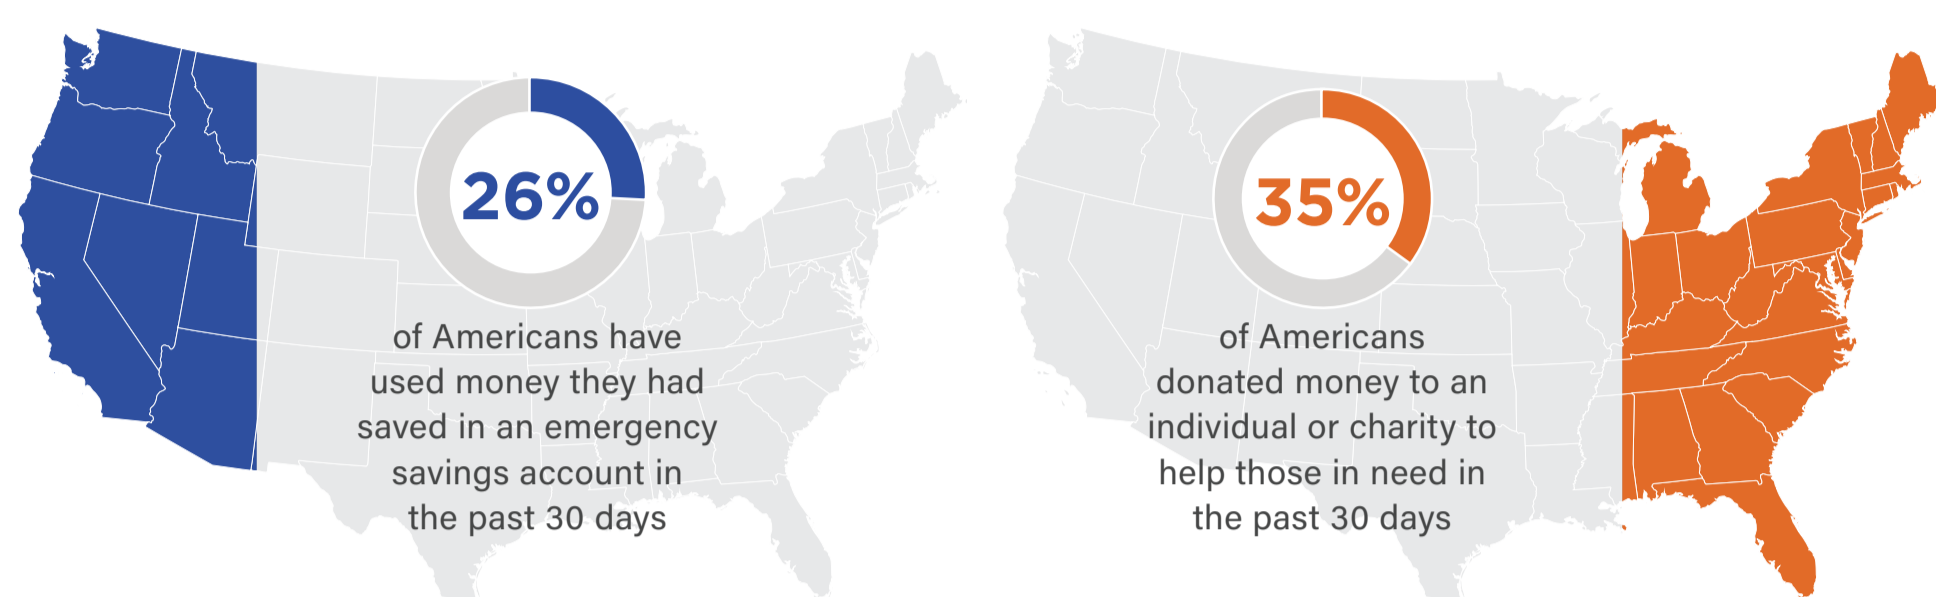 26%
of Americans have
used money they had
saved in an emergency
savings account in
the past 30 days
35%
of Americans
donated money to an
individual or charity to
help those in need in
the past 30 days